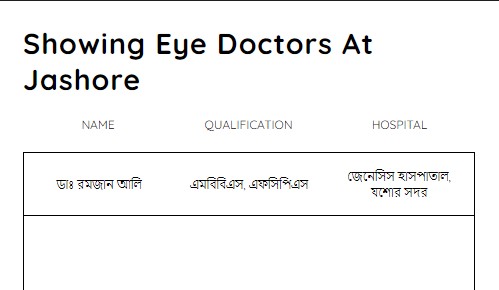 Showing Eye Doctors At
Jashore
NAME QUALIFICATION HOSPITAL
ডাঃ রমজান আলি এমবিবিএস, এফসিপিএস জেনেসিস হাসপাতাল,
যশোর সদর